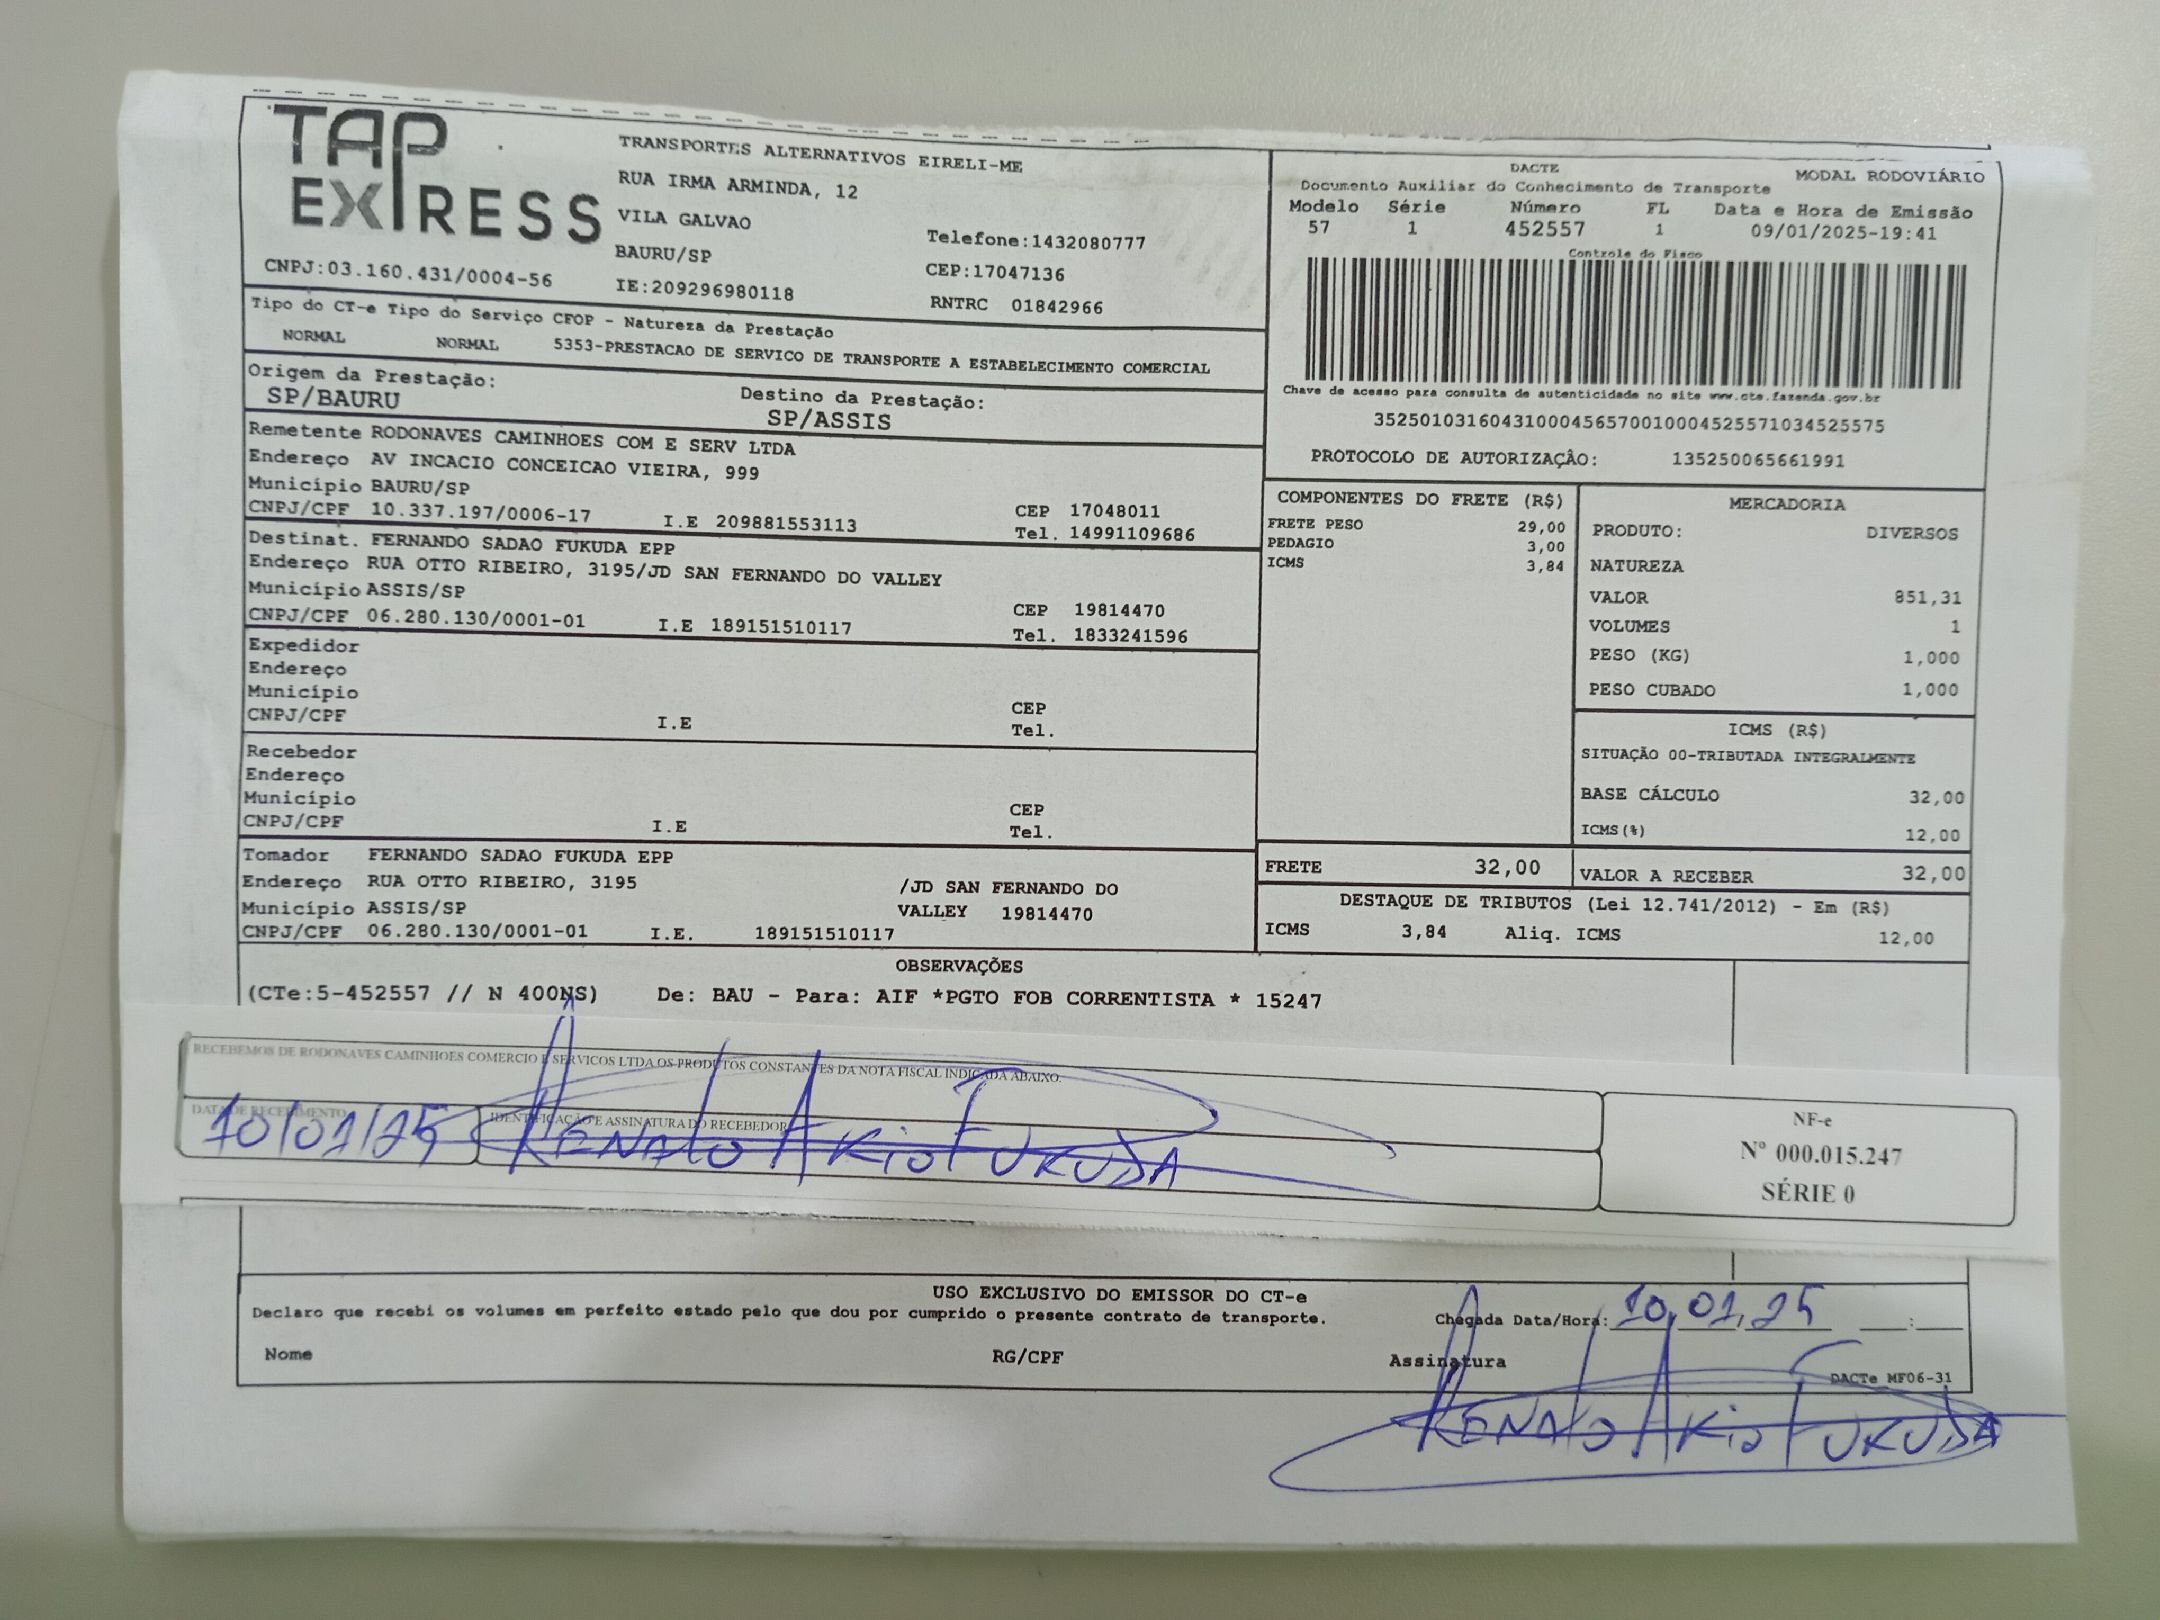 TAP EXPRESS
CNPJ:03.160.431/0004-56
TRANSPORTES ALTERNATIVOS EIRELI-ME
RUA IRMA ARMINDA, 12
VILA GALVAO
BAURU/SP
IE:209296980118
Telefone:1432080777
CEP:17047136
RNTRC 01842966
DACTE
MODAL RODOVIÁRIO
Documento Auxiliar do Conhecimento de Transporte
Modelo Série Número FL Data e Hora de Emissão
57 1 452557 1 09/01/2025-19:41
Controle do Fisco
Chave de acesso para consulta de autenticidade no site www.cte.fazenda.gov.br
35250103160431000456570010004525571034525575
PROTOCOLO DE AUTORIZAÇÂO: 135250065661991
Tipo do CT-e Tipo do Serviço CFOP - Natureza da Prestação
NORMAL NORMAL 5353-PRESTACAO DE SERVICO DE TRANSPORTE A ESTABELECIMENTO COMERCIAL
Origem da Prestação: Destino da Prestação:
SP/BAURU SP/ASSIS
Remetente RODONAVES CAMINHOES COM E SERV LTDA
Endereço AV INCACIO CONCEICAO VIEIRA, 999
Município BAURU/SP CEP 17048011
CNPJ/CPF 10.337.197/0006-17 I.E 209881553113 Tel. 14991109686
Destinat. FERNANDO SADAO FUKUDA EPP
Endereço RUA OTTO RIBEIRO, 3195/JD SAN FERNANDO DO VALLEY
Município ASSIS/SP CEP 19814470
CNPJ/CPF 06.280.130/0001-01 I.E 189151510117 Tel. 1833241596
Expedidor
Endereço
Município CEP
CNPJ/CPF I.E Tel.
Recebedor
Endereço
Município CEP
CNPJ/CPF I.E Tel.
Tomador FERNANDO SADAO FUKUDA EPP
Endereço RUA OTTO RIBEIRO, 3195 /JD SAN FERNANDO DO
Município ASSIS/SP VALLEY 19814470
CNPJ/CPF 06.280.130/0001-01 I.E. 189151510117
COMPONENTES DO FRETE (R$)
FRETE PESO 29,00
PEDAGIO 3,00
ICMS 3,84
MERCADORIA
PRODUTO: DIVERSOS
NATUREZA
VALOR 851,31
VOLUMES 1
PESO (KG) 1,000
PESO CUBADO 1,000
ICMS (R$)
SITUAÇÃO 00-TRIBUTADA INTEGRALMENTE
BASE CÁLCULO 32,00
ICMS(%) 12,00
FRETE 32,00 VALOR A RECEBER 32,00
DESTAQUE DE TRIBUTOS (Lei 12.741/2012) - Em (R$)
ICMS 3,84 Aliq. ICMS 12,00
OBSERVAÇÕES
(CTe:5-452557 // N 400NS) De: BAU - Para: AIF *PGTO FOB CORRENTISTA * 15247
RECEBEMOS DE RODONAVES CAMINHOES COMERCIO E SERVICOS LTDA OS PRODUTOS CONSTANTES DA NOTA FISCAL INDICADA ABAIXO.
DATA DE RECEBIMENTO IDENTIFICAÇÃO E ASSINATURA DO RECEBEDOR
10/01/25 RENATO AKIO FUKUDA
NF-e
Nº 000.015.247
SÉRIE 0
USO EXCLUSIVO DO EMISSOR DO CT-e
Declaro que recebi os volumes em perfeito estado pelo que dou por cumprido o presente contrato de transporte. Chegada Data/Hora: 10,01,25 :
Nome RG/CPF Assinatura
DACTe MF06-31
RENATO AKIO FUKUDA